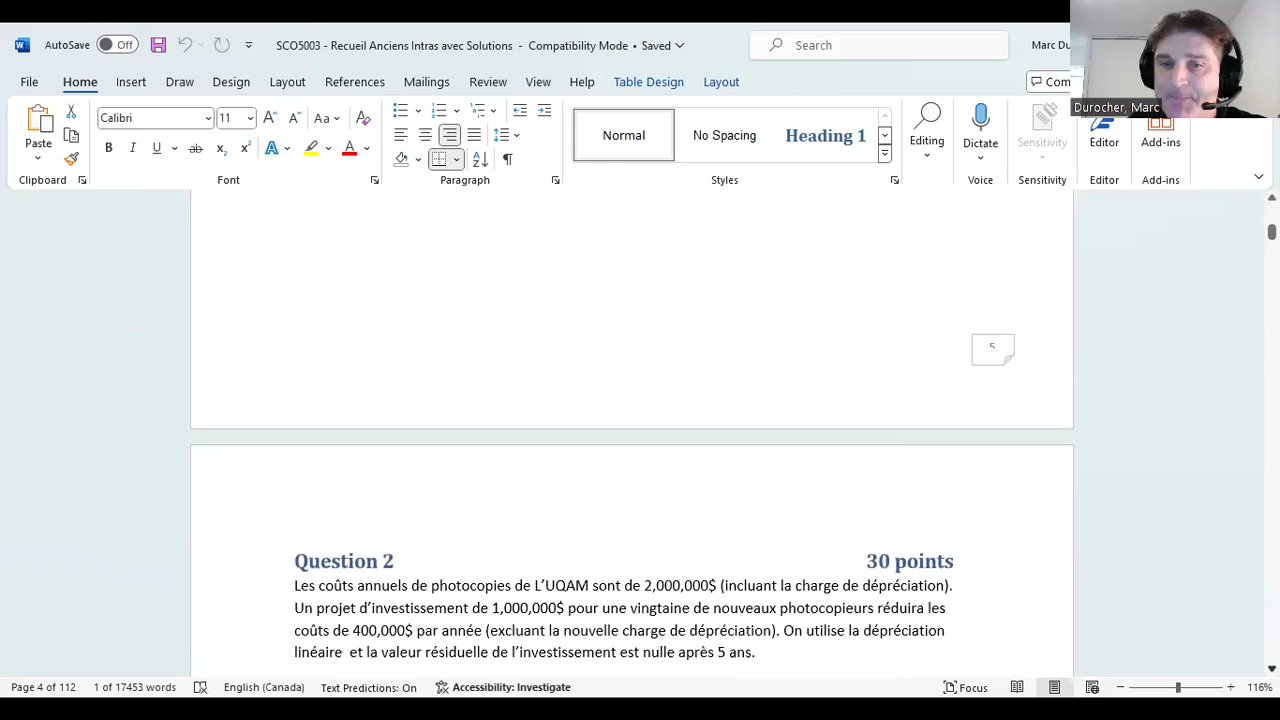 AutoSave Off SCO5003 - Recueil Anciens Intras avec Solutions - Compatibility Mode • Saved Search Marc Du
File Home Insert Draw Design Layout References Mailings Review View Help Table Design Layout Com
Durocher, Marc
Paste Calibri 11 Aa Normal No Spacing Heading 1 Editing Dictate Sensitivity Editor Add-ins
Clipboard Font Paragraph Styles Voice Sensitivity Editor Add-ins
5
Question 2 30 points
Les coûts annuels de photocopies de L'UQAM sont de 2,000,000$ (incluant la charge de dépréciation).
Un projet d'investissement de 1,000,000$ pour une vingtaine de nouveaux photocopieurs réduira les
coûts de 400,000$ par année (excluant la nouvelle charge de dépréciation). On utilise la dépréciation
linéaire et la valeur résiduelle de l'investissement est nulle après 5 ans.
Page 4 of 112 1 of 17453 words English (Canada) Text Predictions: On Accessibility: Investigate Focus 116%